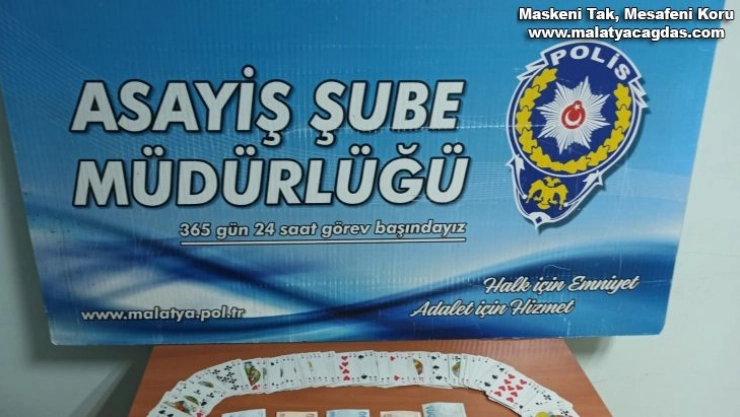 Maskeni Tak, Mesafeni Koru
www.malatyacagdas.com
POLİS
ASAYİŞ ŞUBE
MÜDÜRLÜĞÜ
365 gün 24 saat görev başındayız
Halk için Emniyet
Adalet için Hizmet
www.malatya.pol.tr